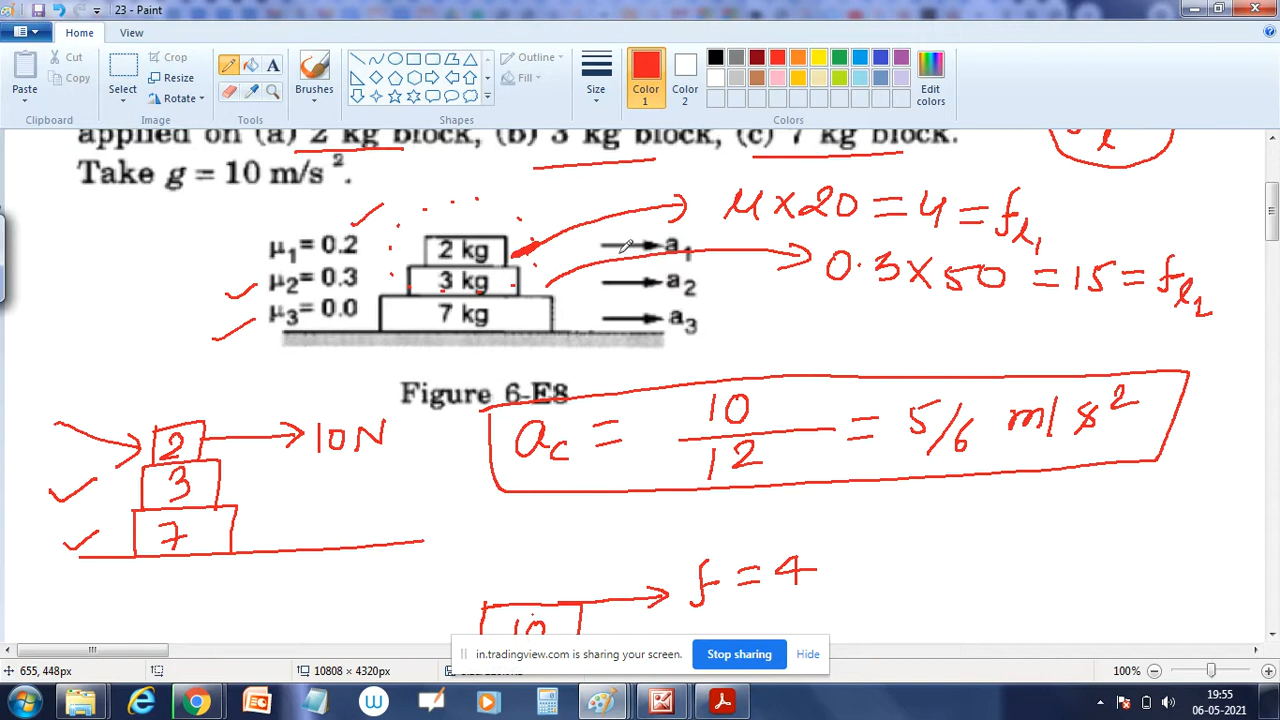 23 - Paint
Home View
Paste
Cut
Copy
Clipboard
Select
Crop
Resize
Rotate
Image
Tools
A
Brushes
Shapes
Outline
Fill
Size
Color 1
Color 2
Edit colors
Colors
applied on (a) 2 kg block, (b) 3 kg block, (c) 7 kg block.
Take g = 10 m/s².
μ1 = 0.2 2 kg a1
μ2 = 0.3 3 kg a2
μ3 = 0.0 7 kg a3
μ×20 = 4 = fl1
0.3×50 = 15 = fl2
Figure 6-E8
ac = 10/12 = 5/6 m/s²
2 10N
3
7
f = 4
in.tradingview.com is sharing your screen. Stop sharing Hide
655, 448px 10808 × 4320px 100%
19:55
06-05-2021